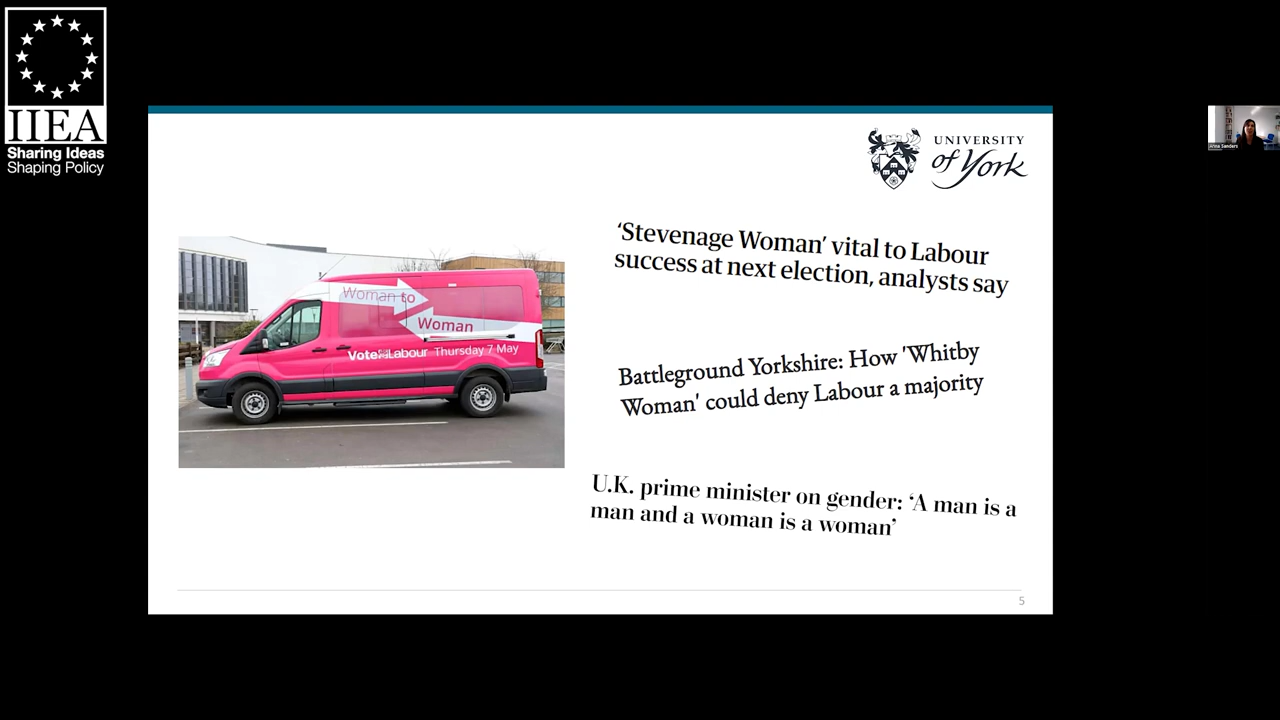 IIEA
Sharing Ideas
Shaping Policy
UNIVERSITY
of York
Anna Sanders
'Stevenage Woman' vital to Labour
success at next election, analysts say
Woman to
Woman
Vote Labour Thursday 7 May
Battleground Yorkshire: How 'Whitby
Woman' could deny Labour a majority
U.K. prime minister on gender: 'A man is a
man and a woman is a woman'
5